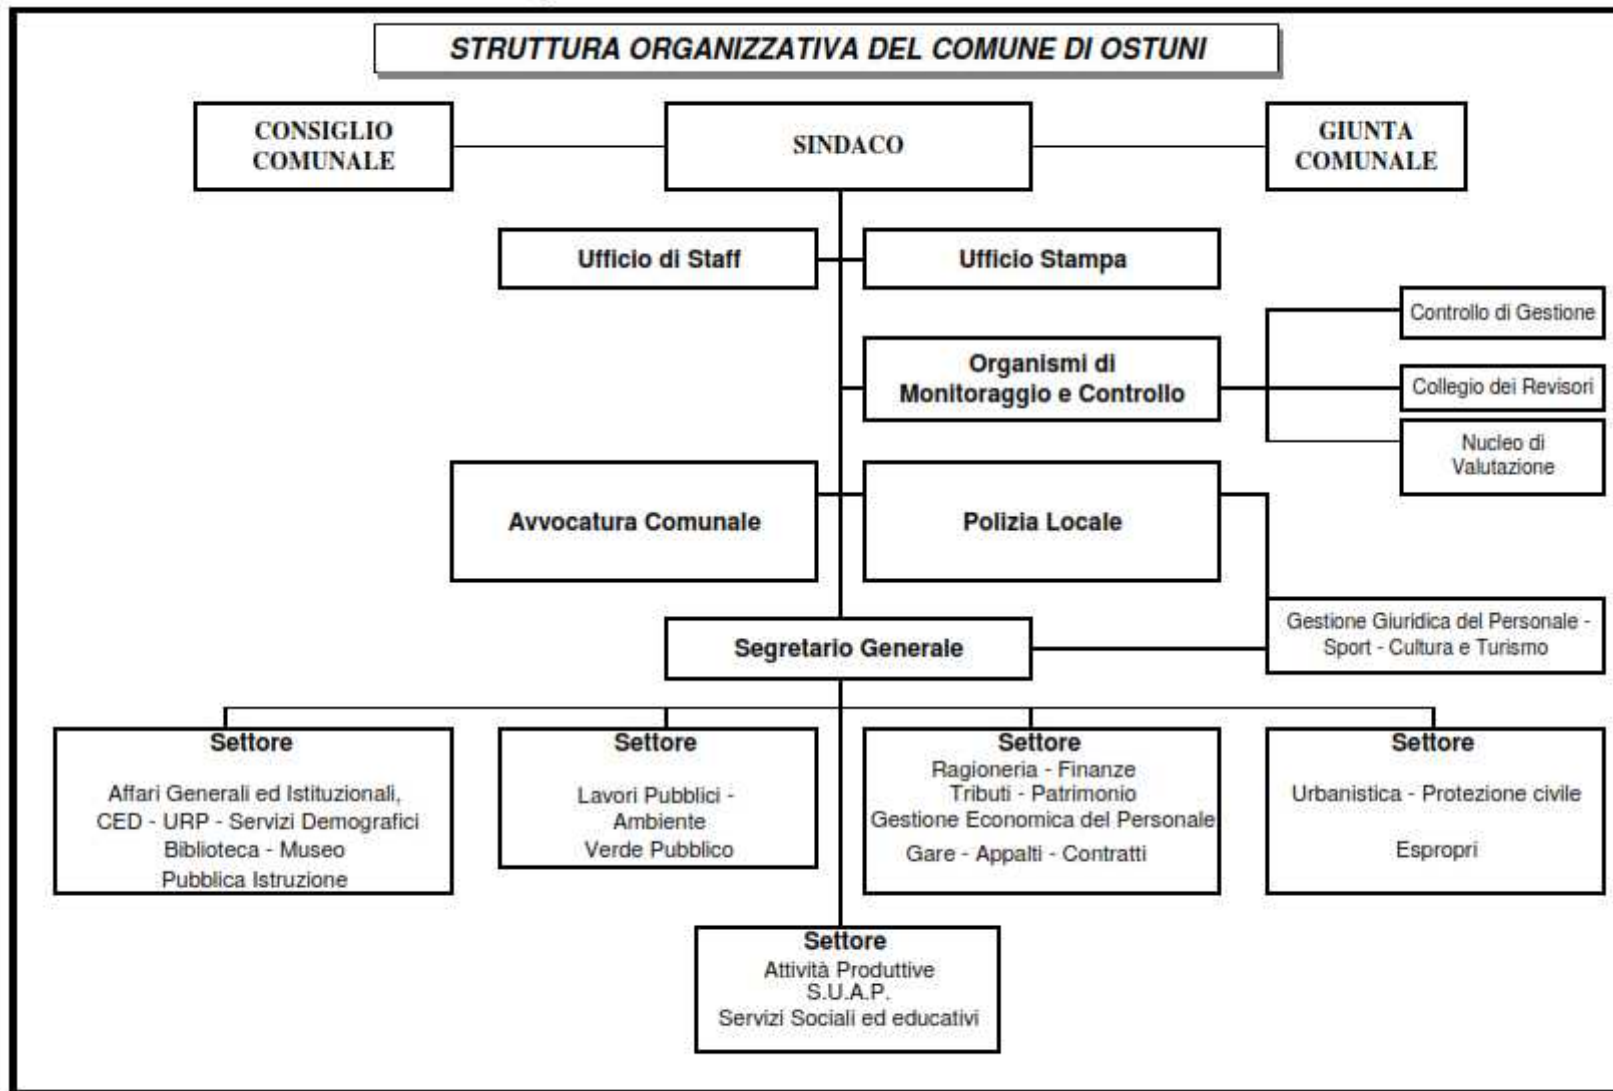 STRUTTURA ORGANIZZATIVA DEL COMUNE DI OSTUNI
CONSIGLIO
COMUNALE
SINDACO
GIUNTA
COMUNALE
Ufficio di Staff
Ufficio Stampa
Controllo di Gestione
Organismi di
Monitoraggio e Controllo
Collegio dei Revisori
Nucleo di
Valutazione
Avvocatura Comunale
Polizia Locale
Segretario Generale
Gestione Giuridica del Personale -
Sport - Cultura e Turismo
Settore
Affari Generali ed Istituzionali,
CED - URP - Servizi Demografici
Biblioteca - Museo
Pubblica Istruzione
Settore
Lavori Pubblici -
Ambiente
Verde Pubblico
Settore
Ragioneria - Finanze
Tributi - Patrimonio
Gestione Economica del Personale
Gare - Appalti - Contratti
Settore
Urbanistica - Protezione civile
Espropri
Settore
Attività Produttive
S.U.A.P.
Servizi Sociali ed educativi